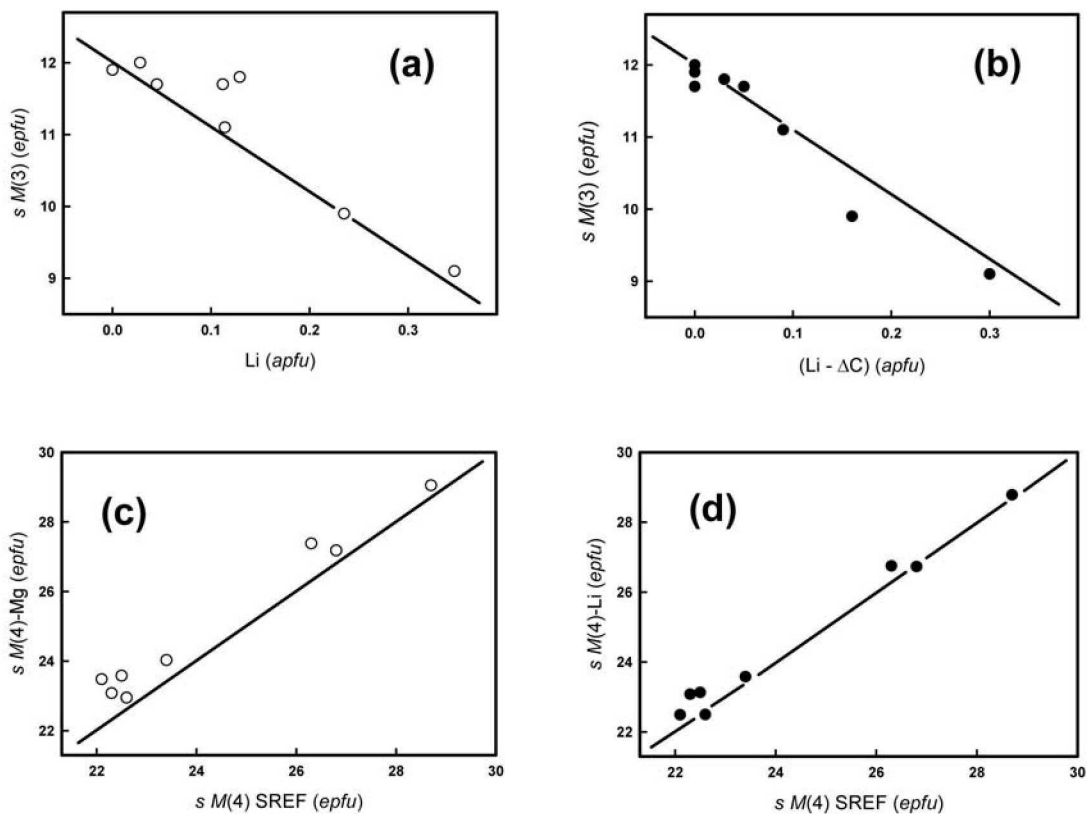 (a)
s M(3) (epfu)
12
11
10
9
0.0 0.1 0.2 0.3
Li (apfu)
(b)
s M(3) (epfu)
12
11
10
9
0.0 0.1 0.2 0.3
(Li - ΔC) (apfu)
(c)
s M(4)-Mg (epfu)
30
28
26
24
22
22 24 26 28 30
s M(4) SREF (epfu)
(d)
s M(4)-Li (epfu)
30
28
26
24
22
22 24 26 28 30
s M(4) SREF (epfu)